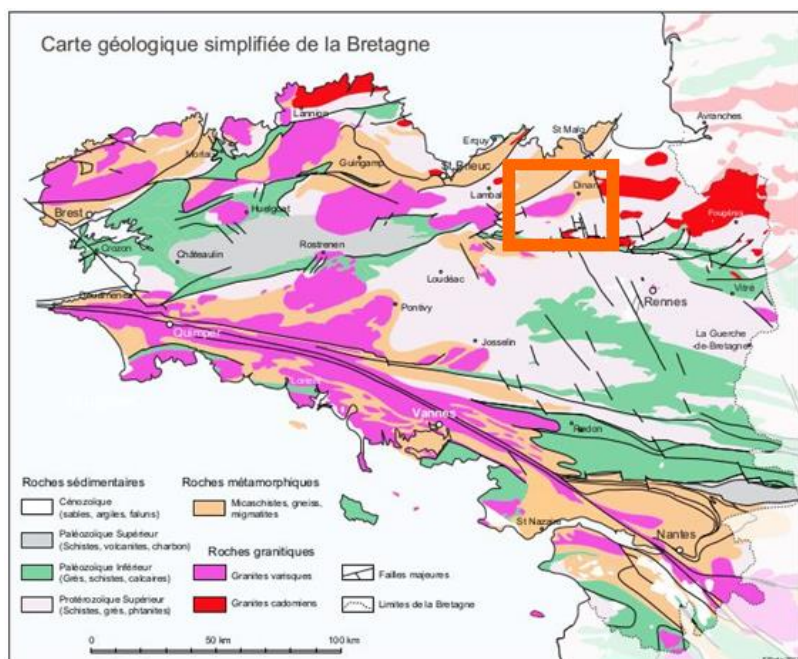 Carte géologique simplifiée de la Bretagne
Avranches
Lannion
St Malo
Erquy
Morlaix
Guingamp
St Brieuc
Dinan
Lambal
Brest
Huelgoat
Fougères
Crozon
Châteaulin
Rostrenen
Loudéac
Rennes
Vitré
Douarnenez
Pontivy
Quimper
La Guerche
-de-Bretagne
Josselin
Lorient
Vannes
Redon
St Nazaire
Nantes
Roches sédimentaires
Cénozoïque
(sables, argiles, faluns)
Paléozoïque Supérieur
(Schistes, volcanites, charbon)
Paléozoïque Inférieur
(Grès, schistes, calcaires)
Protérozoïque Supérieur
(Schistes, grès, phtanites)
Roches métamorphiques
Micaschistes, gneiss,
migmatites
Roches granitiques
Granites varisques
Granites cadomiens
Failles majeures
Limites de la Bretagne
0 50 km 100 km